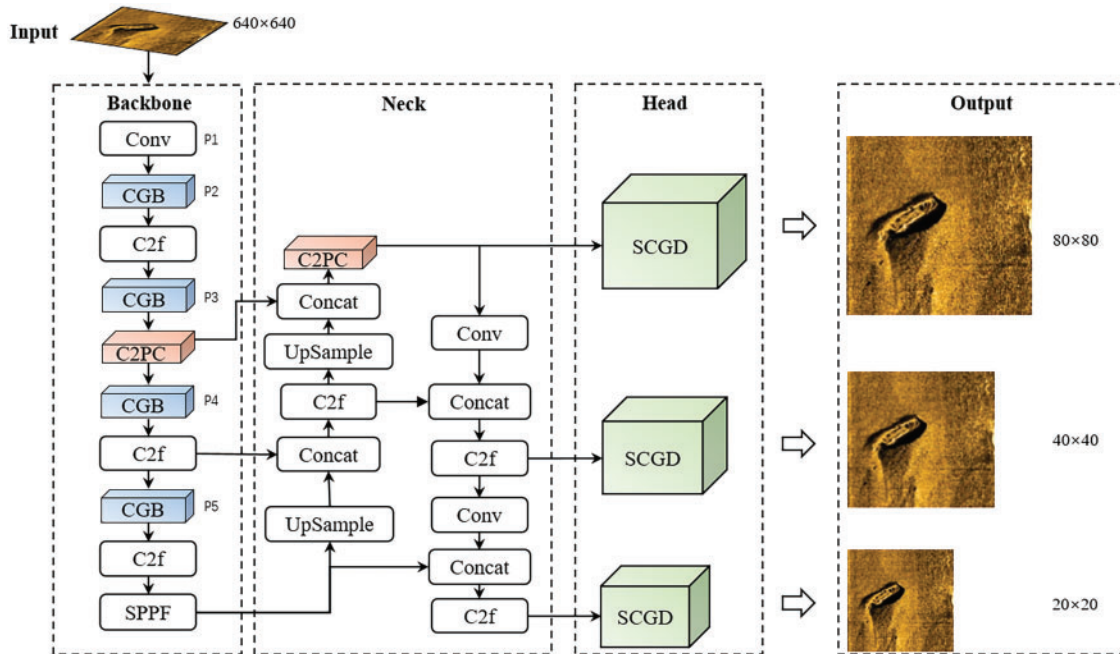 Input
640×640
Backbone
Conv
P1
CGB
P2
C2f
CGB
P3
C2PC
CGB
P4
C2f
CGB
P5
C2f
SPPF
Neck
C2PC
Concat
UpSample
C2f
Concat
UpSample
Conv
Concat
C2f
Conv
Concat
C2f
Head
SCGD
SCGD
SCGD
Output
80×80
40×40
20×20